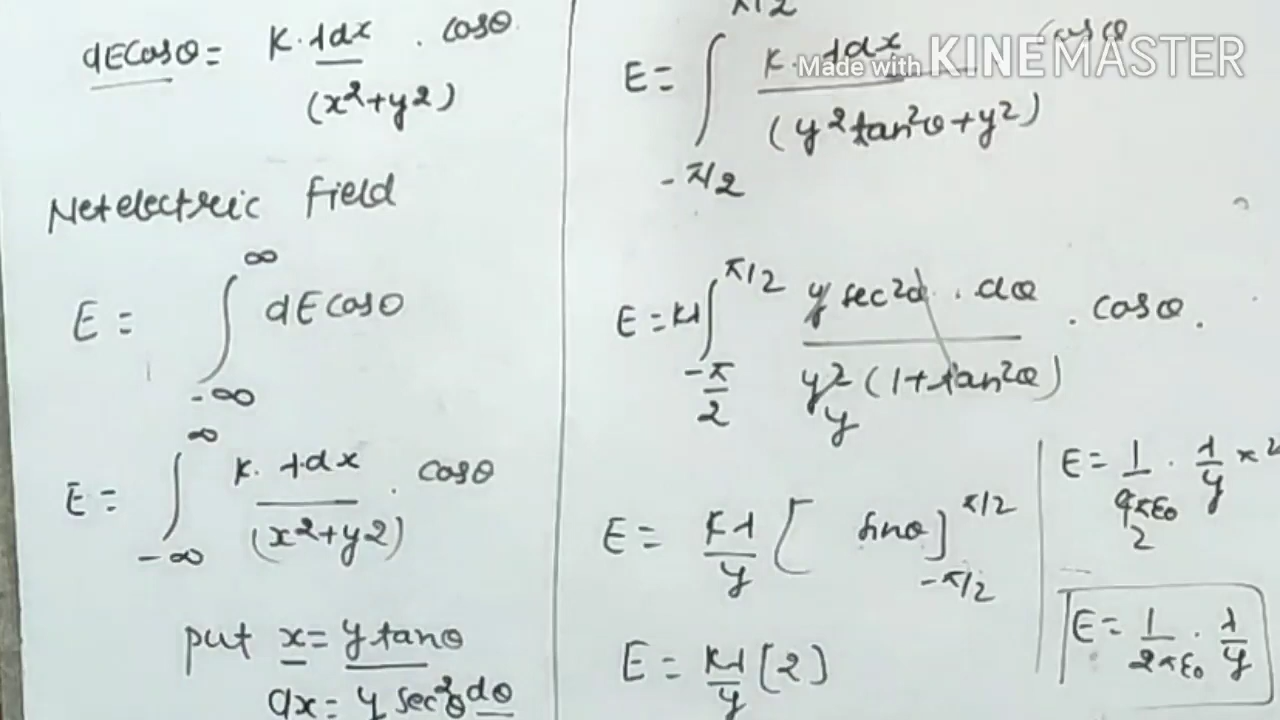 dEcosθ = K.λdx/(x²+y²) . cosθ
Net electric field
E = ∫_{-∞}^{∞} dE cosθ
E = ∫_{-∞}^{∞} K.λdx/(x²+y²) . cosθ
put x = y tanθ
dx = y sec²θ dθ
E = ∫_{-π/2}^{π/2} K.λdx/(y²tan²θ+y²) cosθ
Made with KINEMASTER
E = Kλ ∫_{-π/2}^{π/2} y sec²θ . dθ/y²(1+tan²θ) . cosθ.
y
E = Kλ/y [ sinθ ]_{-π/2}^{π/2}
E = Kλ/y [2]
E = 1/4πε₀ . λ/y × 2
2
E = 1/2πε₀ . λ/y